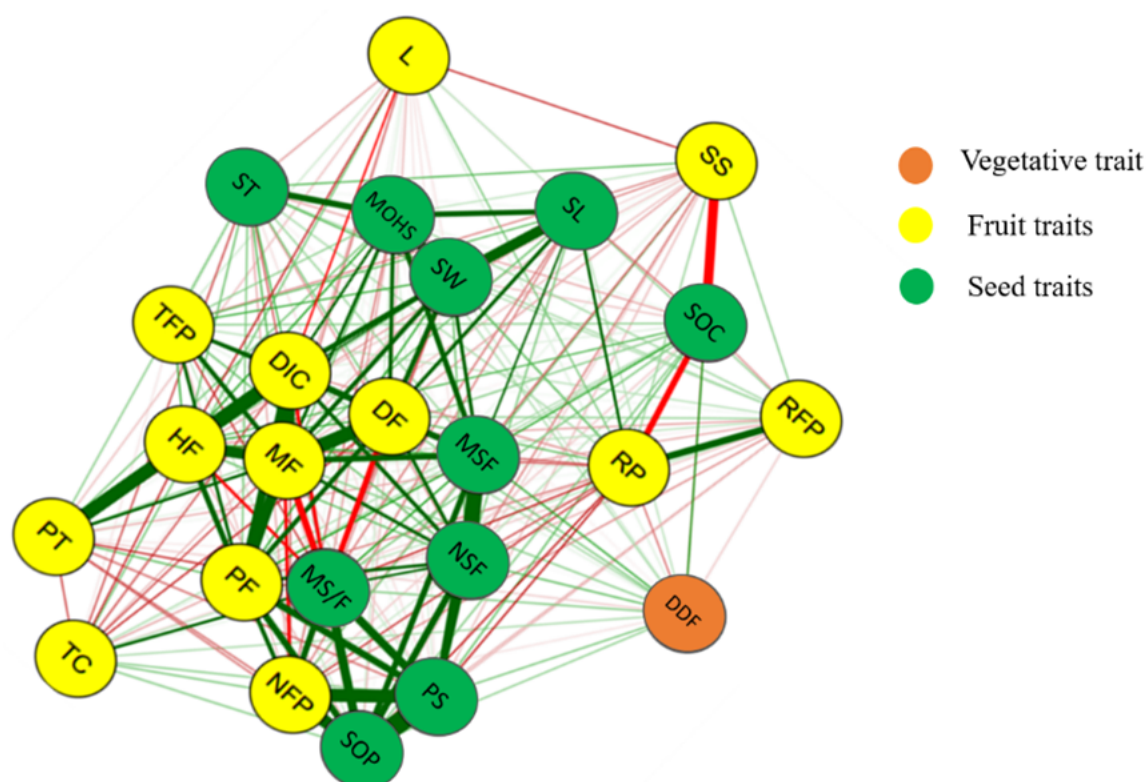 L
SS
ST
MOHS
SL
SW
SOC
TFP
DIC
DF
RFP
HF
MF
MSF
RP
PT
PF
MS/F
NSF
DDF
TC
NFP
PS
SOP
Vegetative trait
Fruit traits
Seed traits